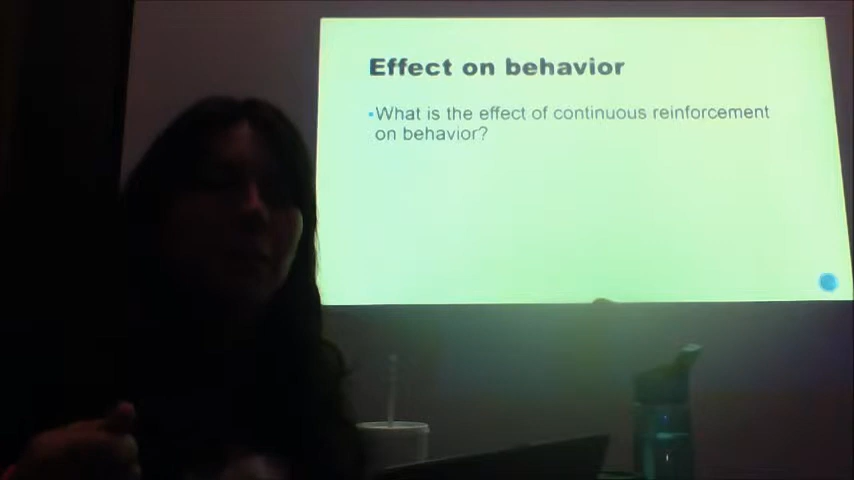 Effect on behavior
▪What is the effect of continuous reinforcement
on behavior?